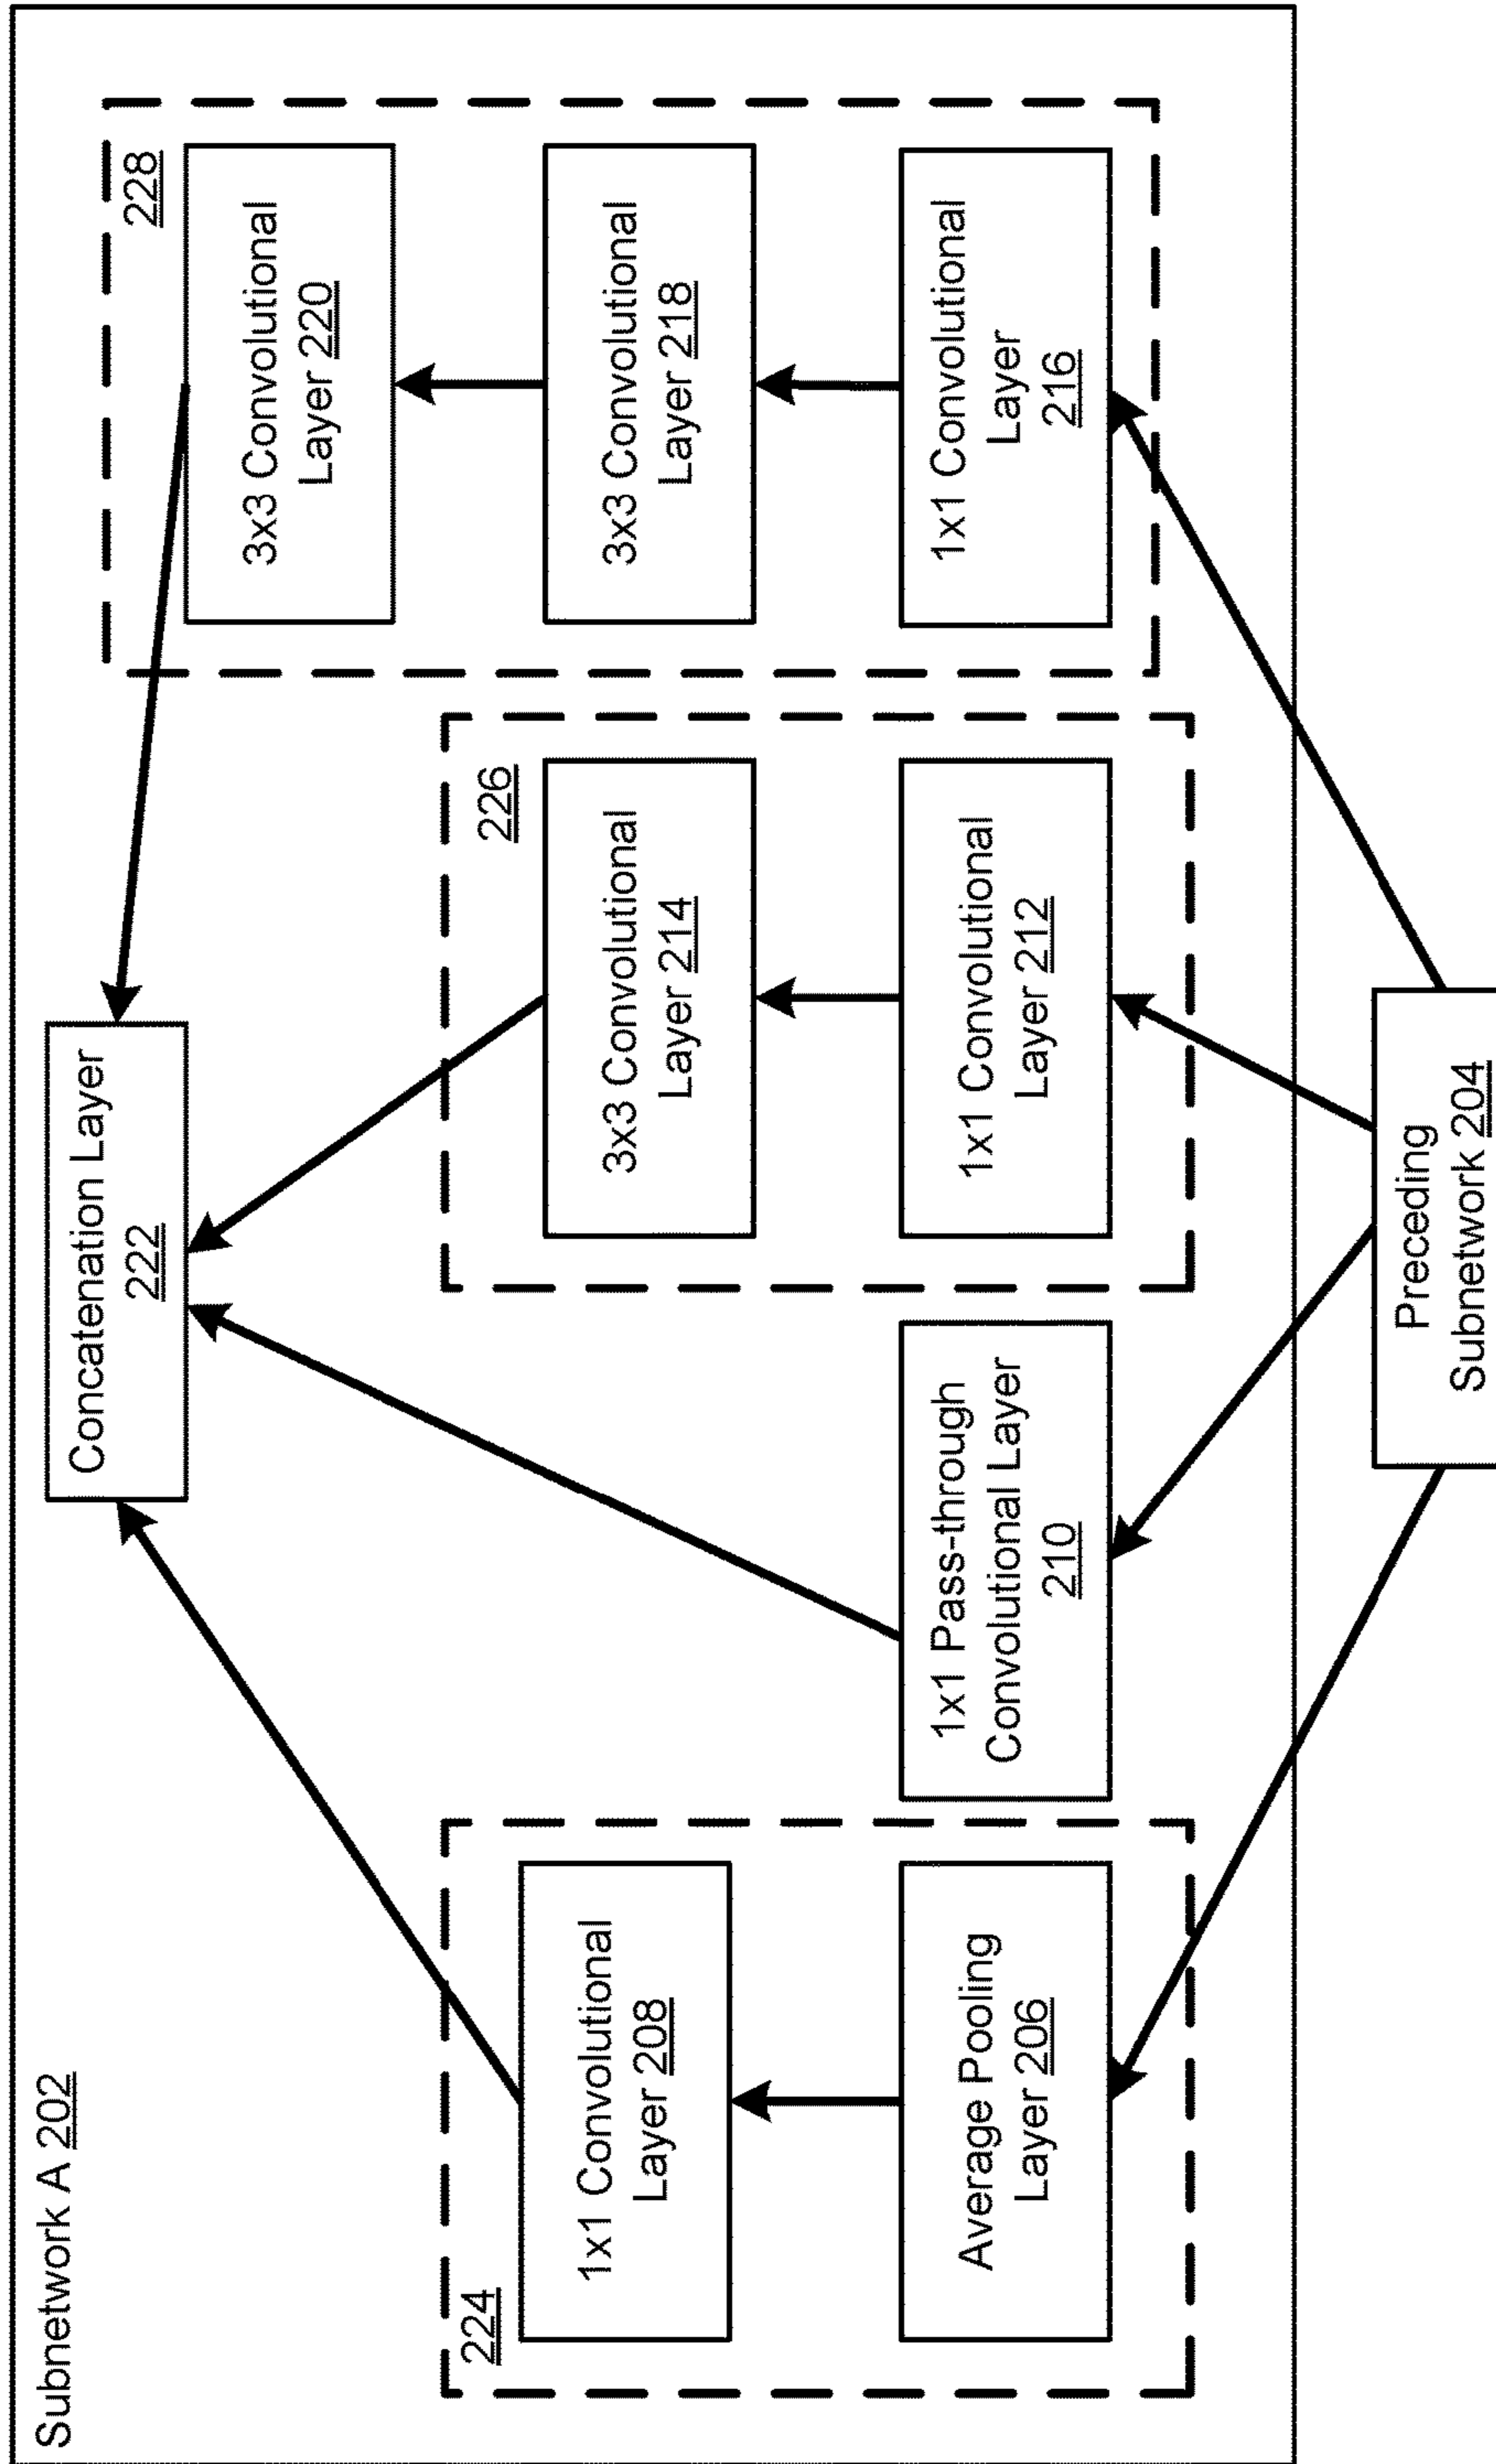 Subnetwork A 202
Concatenation Layer
222
224
1x1 Convolutional
Layer 208
Average Pooling
Layer 206
1x1 Pass-through
Convolutional Layer
210
226
3x3 Convolutional
Layer 214
1x1 Convolutional
Layer 212
228
3x3 Convolutional
Layer 220
3x3 Convolutional
Layer 218
1x1 Convolutional
Layer
216
Preceding
Subnetwork 204